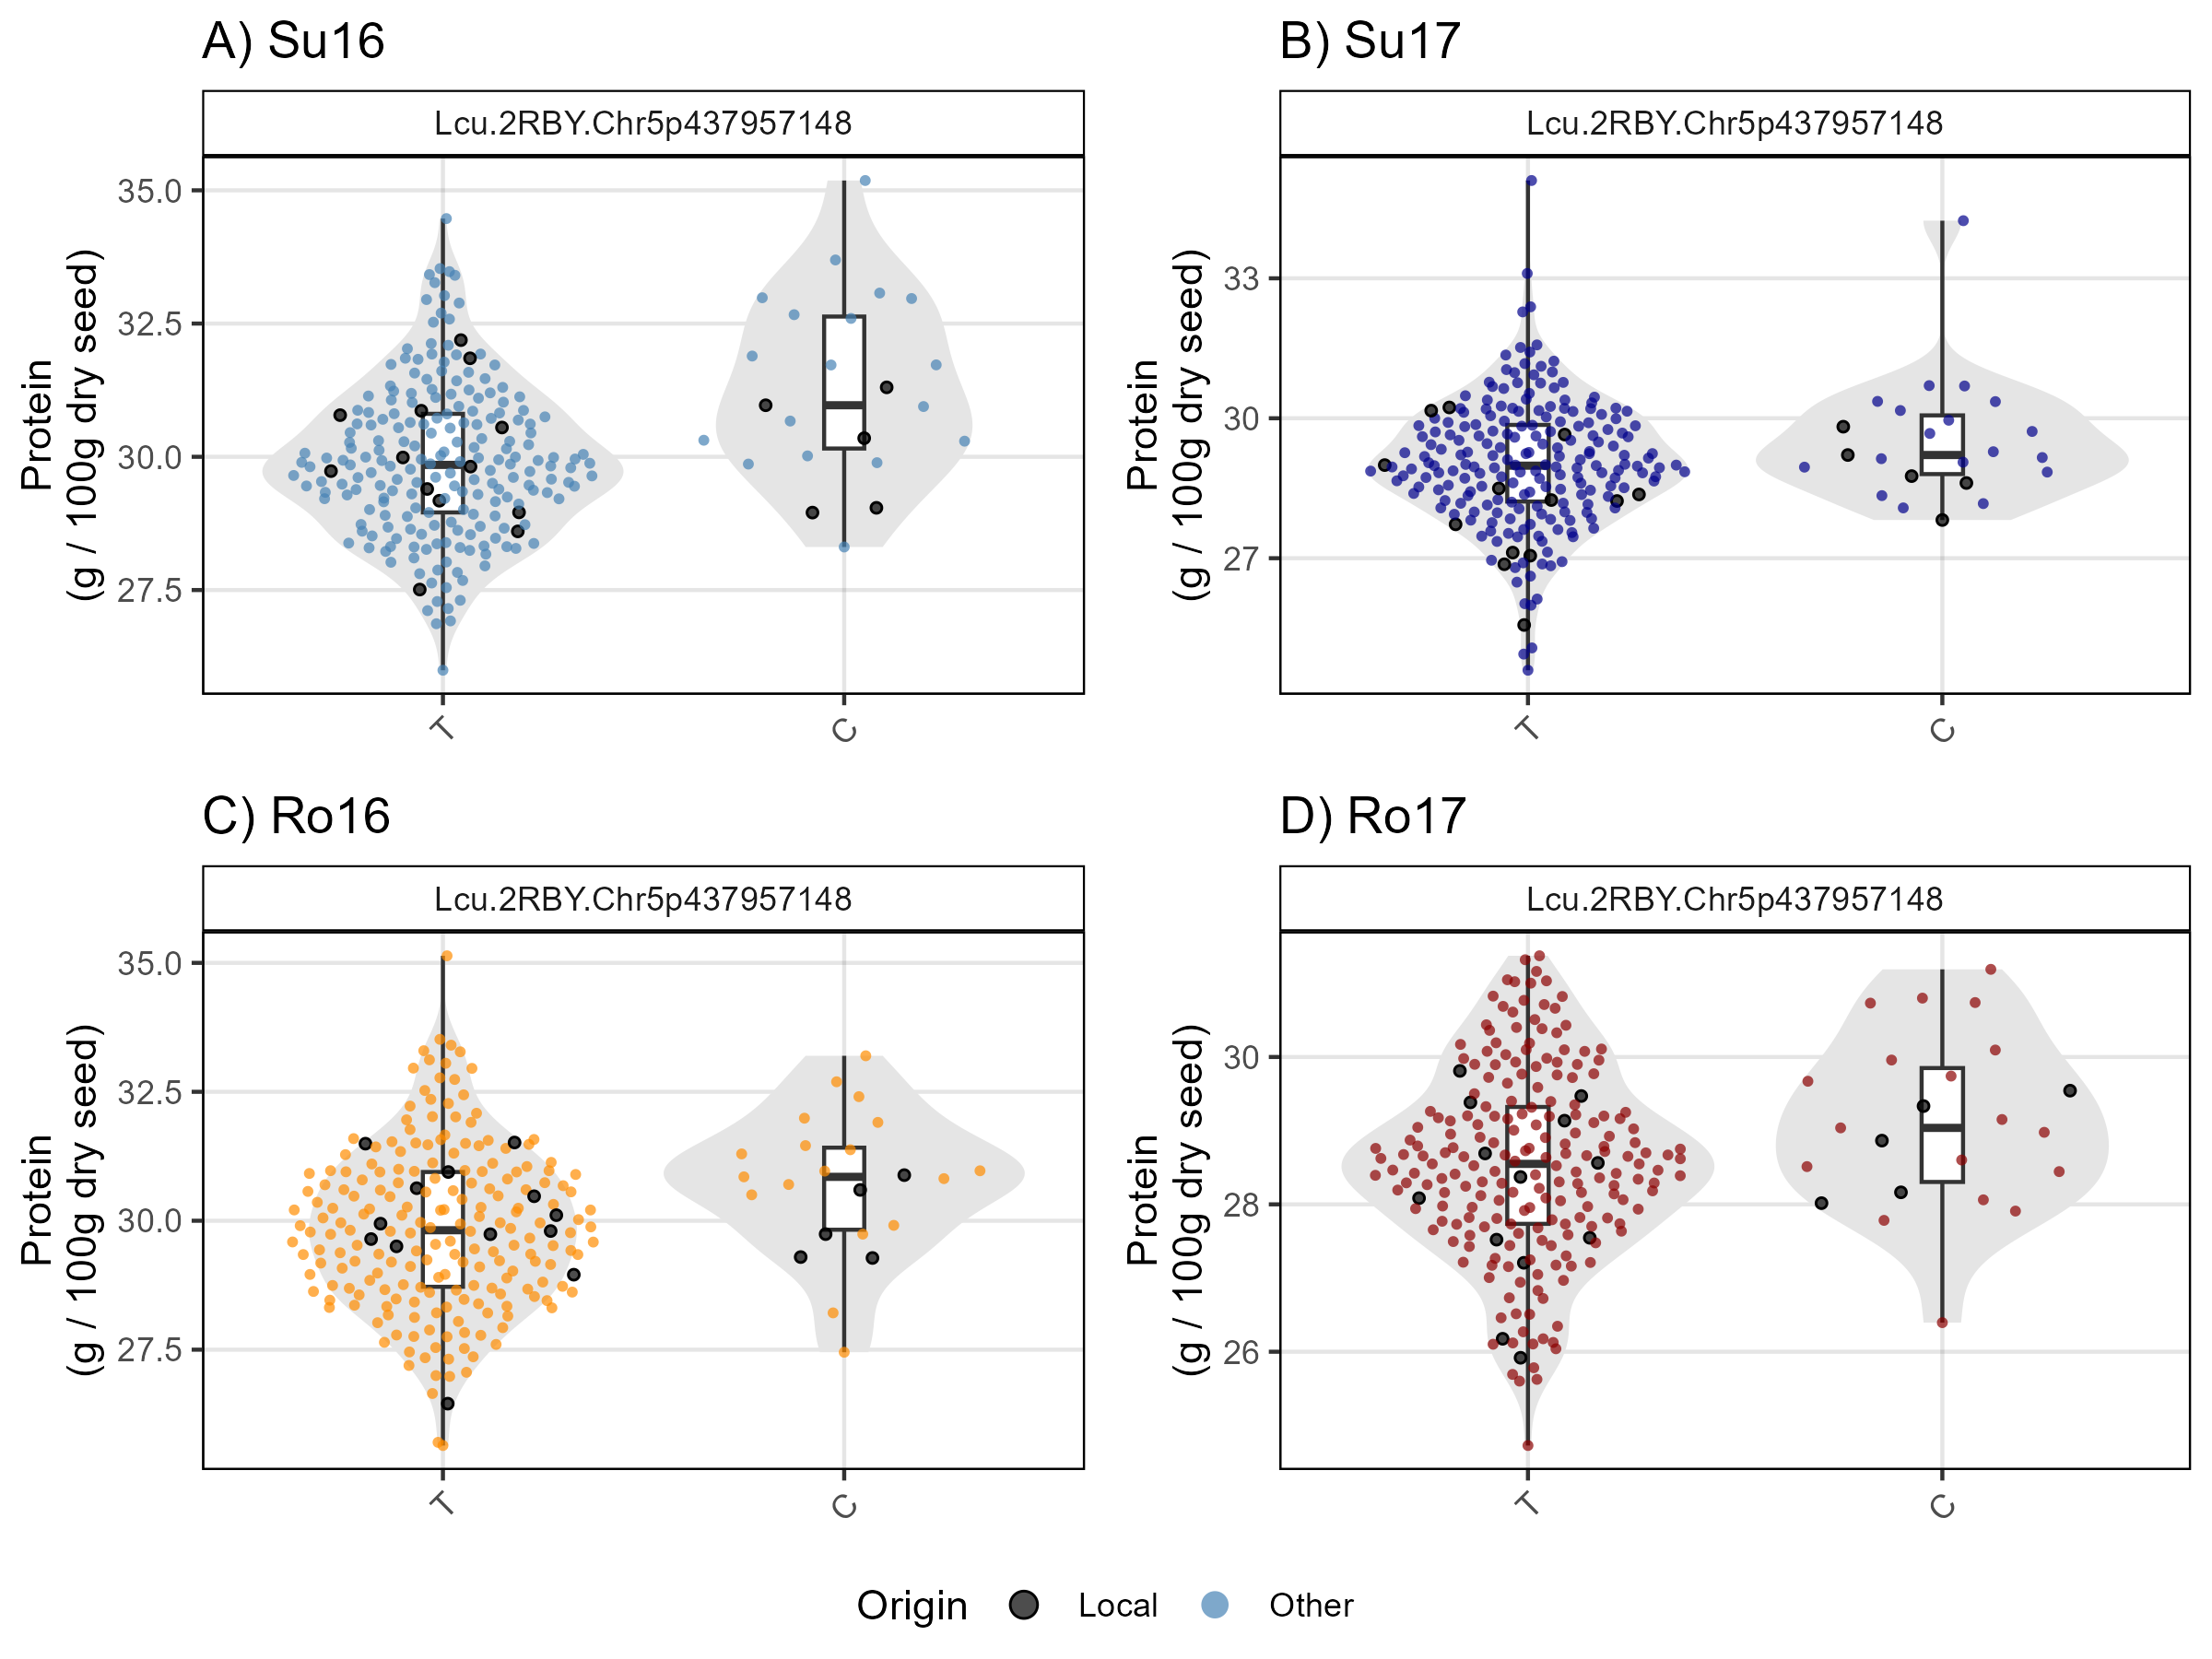 A) Su16
Lcu.2RBY.Chr5p437957148
Protein
(g / 100g dry seed)
35.0
32.5
30.0
27.5
T
C
B) Su17
Lcu.2RBY.Chr5p437957148
Protein
(g / 100g dry seed)
33
30
27
T
C
C) Ro16
Lcu.2RBY.Chr5p437957148
Protein
(g / 100g dry seed)
35.0
32.5
30.0
27.5
T
C
D) Ro17
Lcu.2RBY.Chr5p437957148
Protein
(g / 100g dry seed)
30
28
26
T
C
Origin
Local
Other